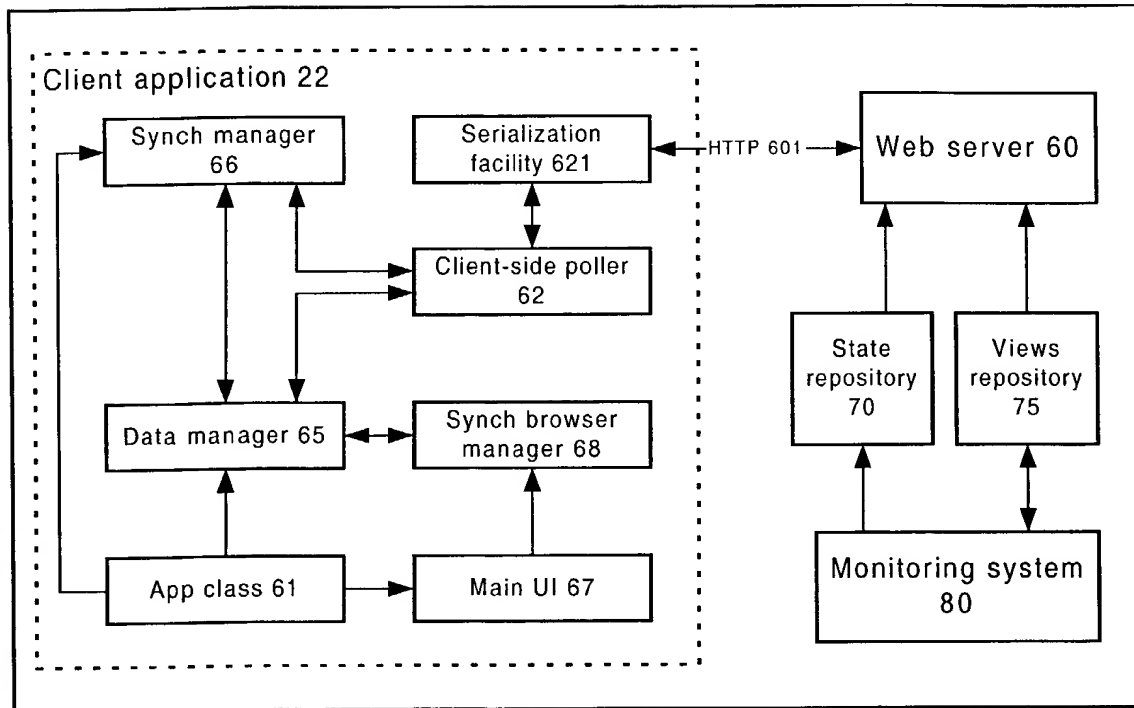 Client application 22
Synch manager
66
Serialization
facility 621
HTTP 601
Web server 60
Client-side poller
62
State
repository
70
Views
repository
75
Data manager 65
Synch browser
manager 68
App class 61
Main UI 67
Monitoring system
80